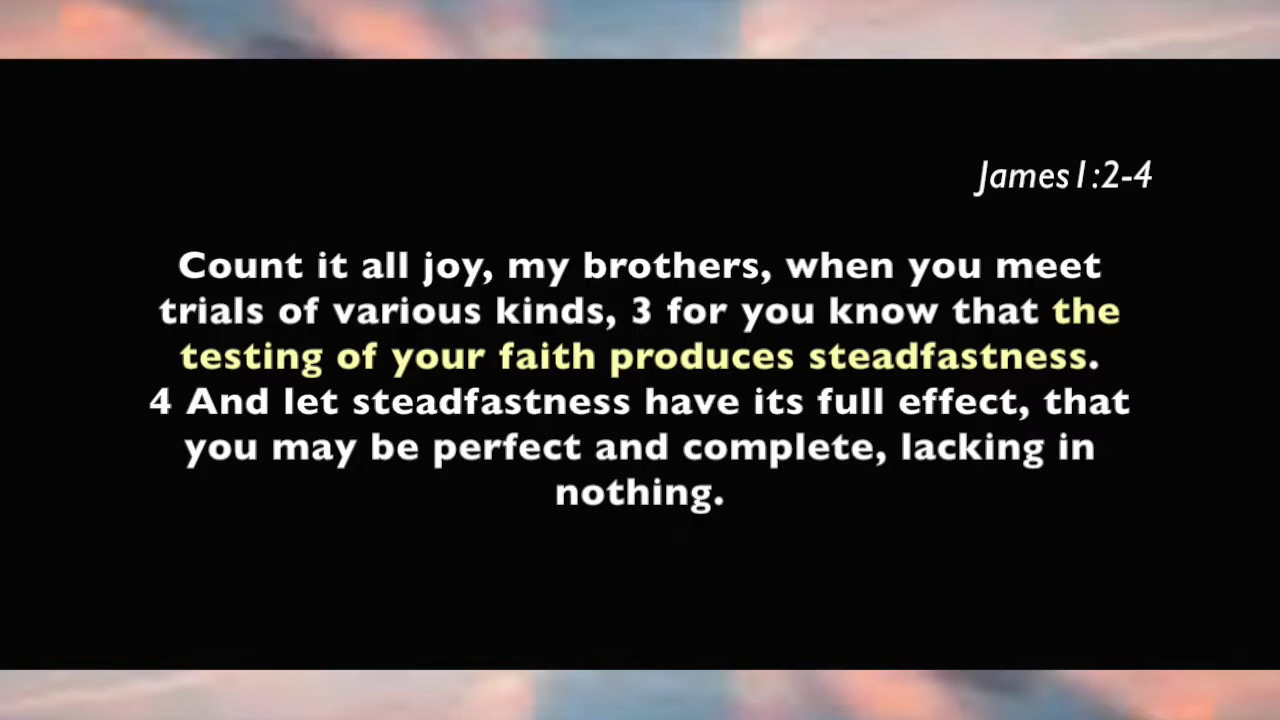 James 1:2-4
Count it all joy, my brothers, when you meet
trials of various kinds, 3 for you know that the
testing of your faith produces steadfastness.
4 And let steadfastness have its full effect, that
you may be perfect and complete, lacking in
nothing.